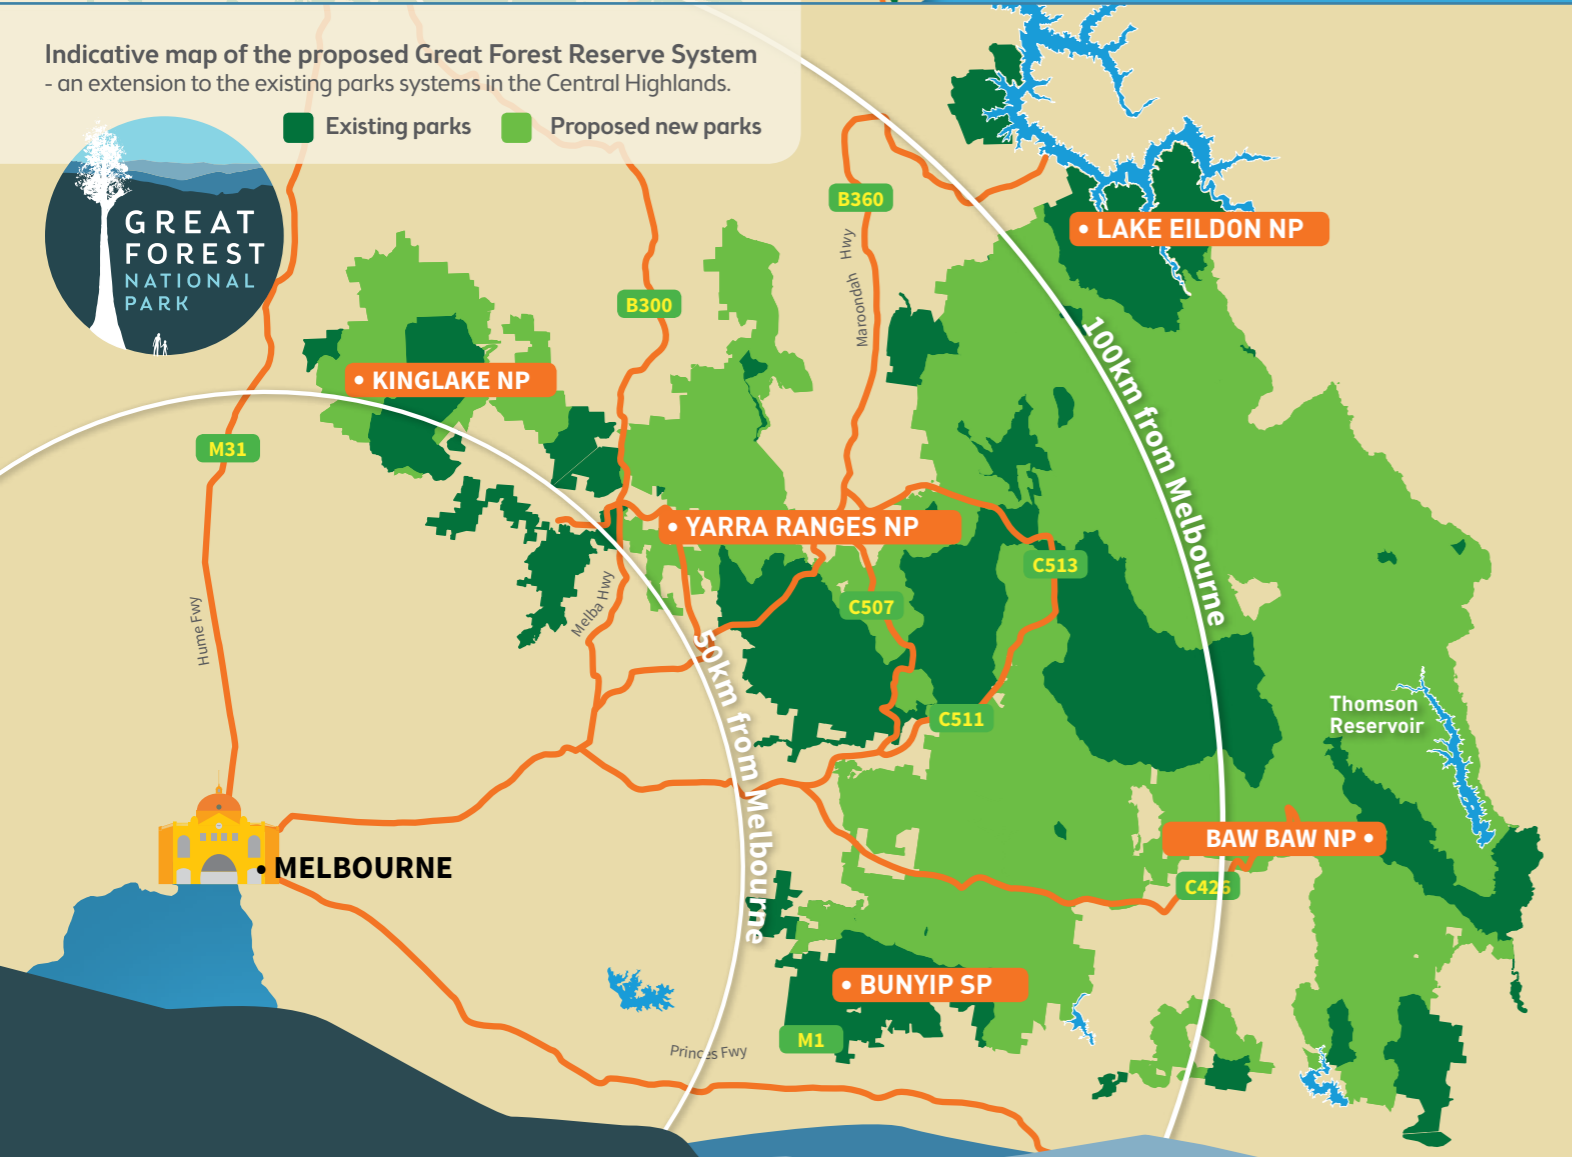 Indicative map of the proposed Great Forest Reserve System
- an extension to the existing parks systems in the Central Highlands.
Existing parks
Proposed new parks
GREAT
FOREST
NATIONAL
PARK
B360
LAKE EILDON NP
Maroondah Hwy
B300
100km from Melbourne
KINGLAKE NP
M31
YARRA RANGES NP
C513
C507
Hume Fwy
Melba Hwy
50km from Melbourne
C511
Thomson
Reservoir
BAW BAW NP
MELBOURNE
C426
BUNYIP SP
M1
Princes Fwy